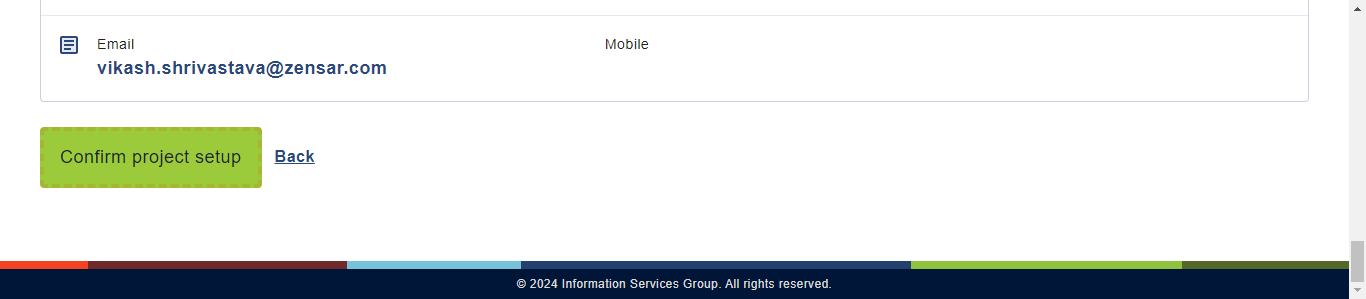 Email
Mobile
vikash.shrivastava@zensar.com
Confirm project setup
Back
© 2024 Information Services Group. All rights reserved.